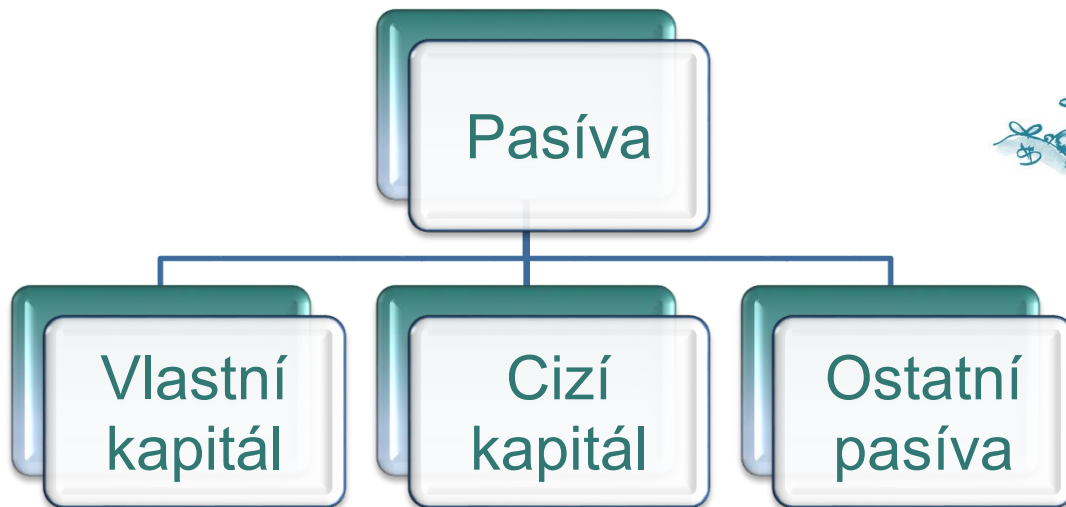 Pasíva
Vlastní
kapitál
Cizí
kapitál
Ostatní
pasíva